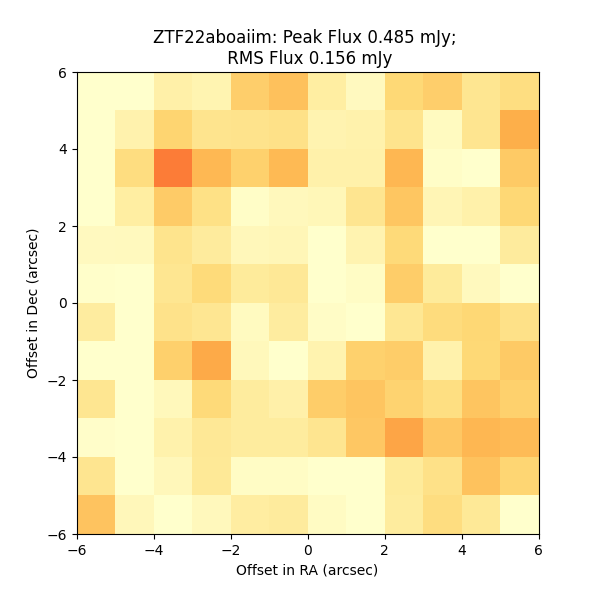 ZTF22aboaiim: Peak Flux 0.485 mJy;
RMS Flux 0.156 mJy
6
4
2
0
−2
−4
−6
Offset in Dec (arcsec)
−6 −4 −2 0 2 4 6
Offset in RA (arcsec)